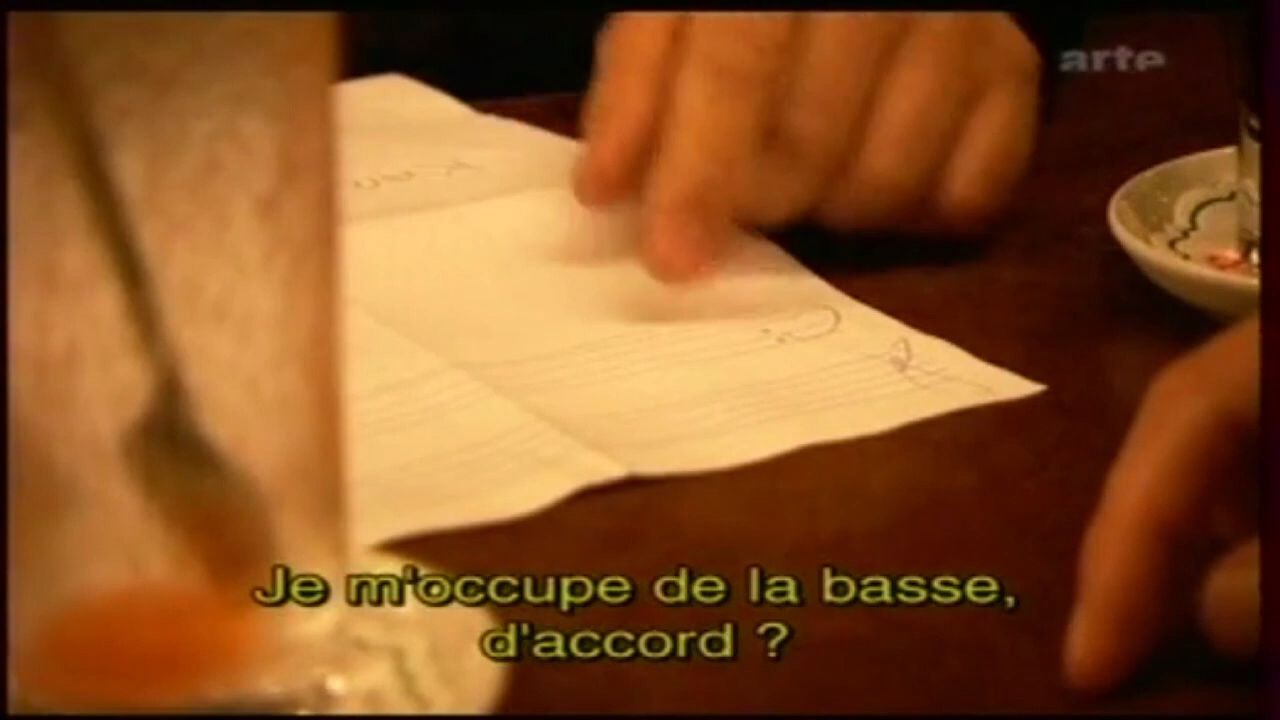 arte
Je m'occupe de la basse,
d'accord ?